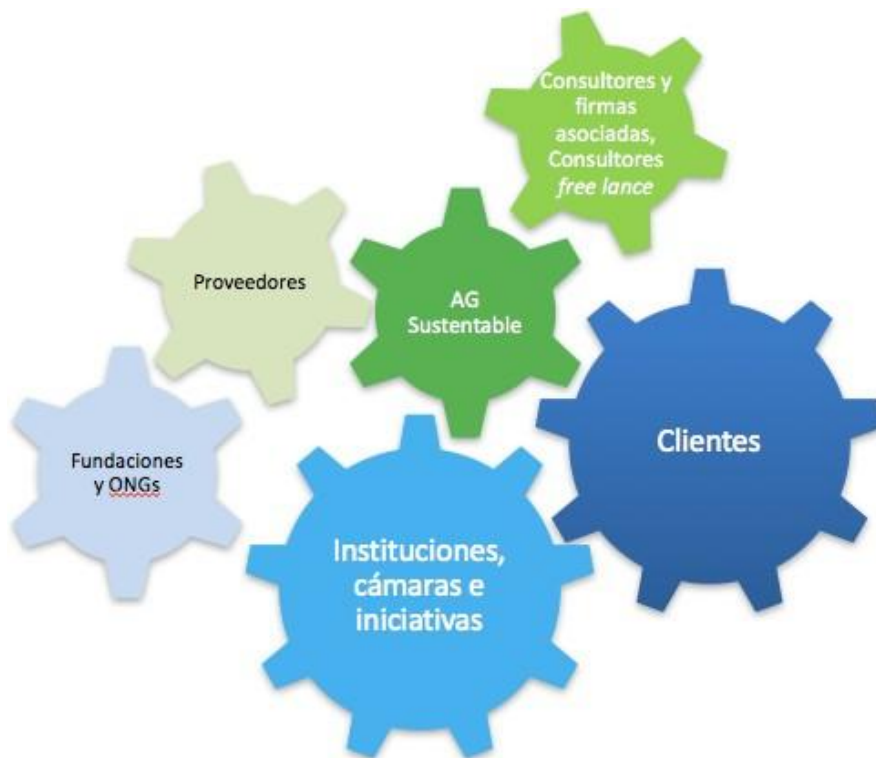 Consultores y
firmas
asociadas,
Consultores
free lance
Proveedores
AG
Sustentable
Clientes
Fundaciones
y ONGs
Instituciones,
cámaras e
iniciativas